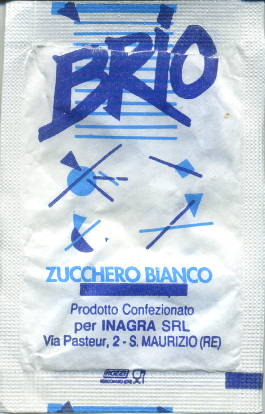 BRIO
ZUCCHERO BIANCO
Prodotto Confezionato
per INAGRA SRL
Via Pasteur, 2 - S. MAURIZIO (RE)